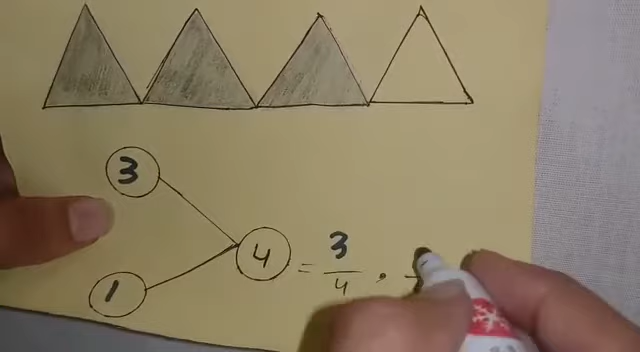 3
1
4 = 3/4 ,